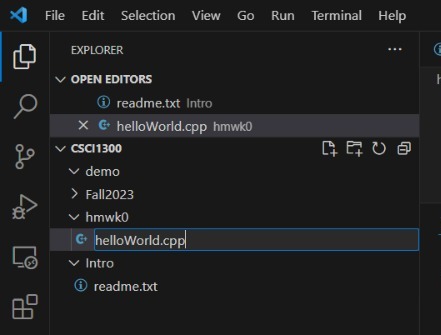 File Edit Selection View Go Run Terminal Help
EXPLORER ...
OPEN EDITORS
readme.txt Intro
helloWorld.cpp hmwk0
CSCI1300
demo
Fall2023
hmwk0
helloWorld.cpp
Intro
readme.txt